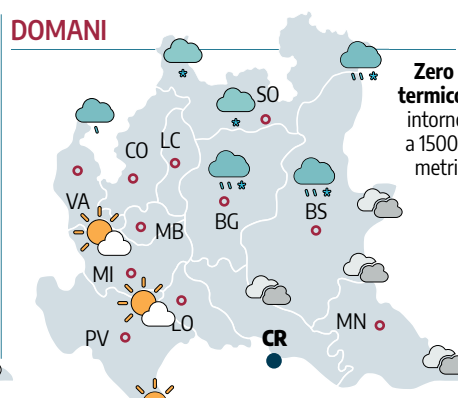 DOMANI
Zero
termico
intorno
a 1500
metri
SO
LC
CO
VA
BG
BS
MB
MI
LO
MN
PV
CR